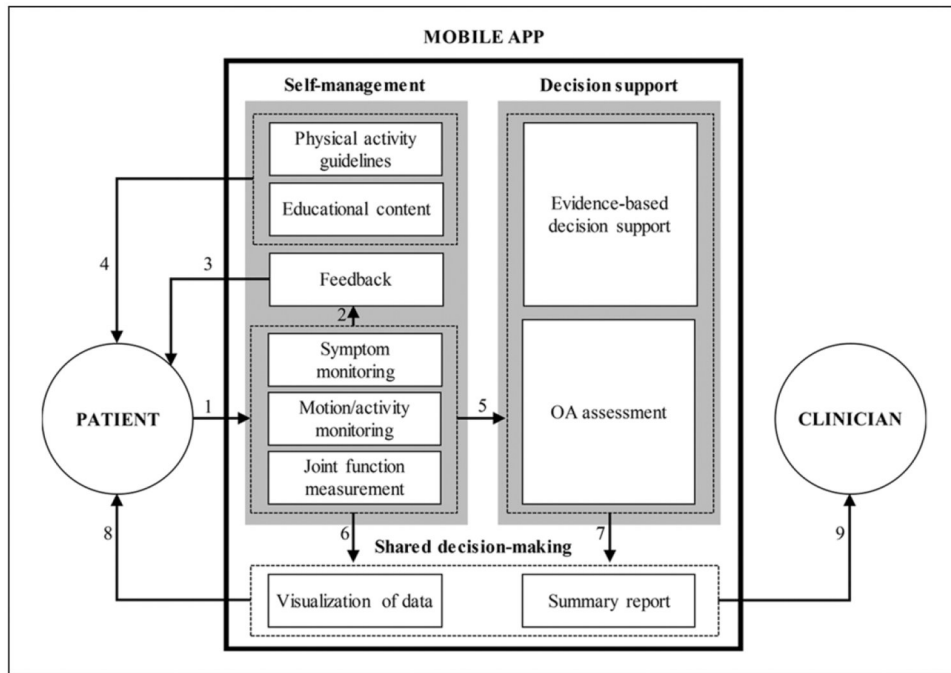 MOBILE APP
Self-management
Decision support
Physical activity
guidelines
Educational content
Evidence-based
decision support
4
3
Feedback
2
Symptom
monitoring
PATIENT
1
Motion/activity
monitoring
5
OA assessment
CLINICIAN
Joint function
measurement
8
6
7
9
Shared decision-making
Visualization of data
Summary report